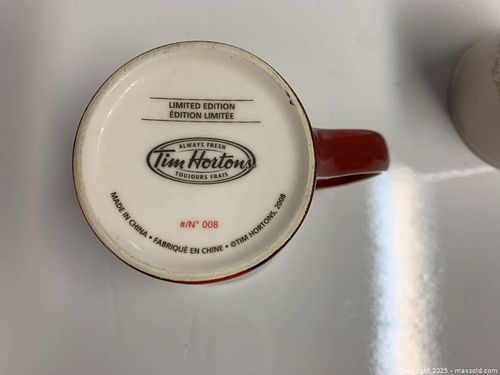 LIMITED EDITION
ÉDITION LIMITÉE
ALWAYS FRESH
Tim Hortons
TOUJOURS FRAIS
#/N° 008
MADE IN CHINA • FABRIQUÉ EN CHINE • ©TIM HORTONS, 2008
Copyright 2025 - maxsold.com